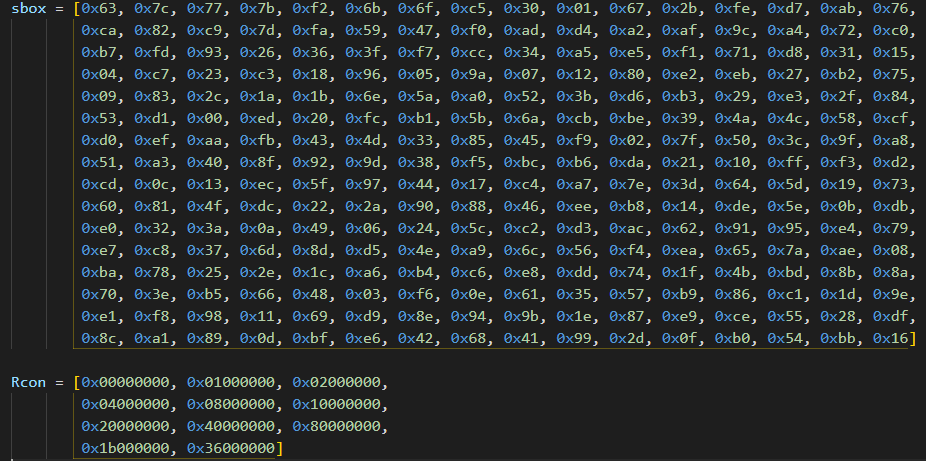 sbox = [0x63, 0x7c, 0x77, 0x7b, 0xf2, 0x6b, 0x6f, 0xc5, 0x30, 0x01, 0x67, 0x2b, 0xfe, 0xd7, 0xab, 0x76,
0xca, 0x82, 0xc9, 0x7d, 0xfa, 0x59, 0x47, 0xf0, 0xad, 0xd4, 0xa2, 0xaf, 0x9c, 0xa4, 0x72, 0xc0,
0xb7, 0xfd, 0x93, 0x26, 0x36, 0x3f, 0xf7, 0xcc, 0x34, 0xa5, 0xe5, 0xf1, 0x71, 0xd8, 0x31, 0x15,
0x04, 0xc7, 0x23, 0xc3, 0x18, 0x96, 0x05, 0x9a, 0x07, 0x12, 0x80, 0xe2, 0xeb, 0x27, 0xb2, 0x75,
0x09, 0x83, 0x2c, 0x1a, 0x1b, 0x6e, 0x5a, 0xa0, 0x52, 0x3b, 0xd6, 0xb3, 0x29, 0xe3, 0x2f, 0x84,
0x53, 0xd1, 0x00, 0xed, 0x20, 0xfc, 0xb1, 0x5b, 0x6a, 0xcb, 0xbe, 0x39, 0x4a, 0x4c, 0x58, 0xcf,
0xd0, 0xef, 0xaa, 0xfb, 0x43, 0x4d, 0x33, 0x85, 0x45, 0xf9, 0x02, 0x7f, 0x50, 0x3c, 0x9f, 0xa8,
0x51, 0xa3, 0x40, 0x8f, 0x92, 0x9d, 0x38, 0xf5, 0xbc, 0xb6, 0xda, 0x21, 0x10, 0xff, 0xf3, 0xd2,
0xcd, 0x0c, 0x13, 0xec, 0x5f, 0x97, 0x44, 0x17, 0xc4, 0xa7, 0x7e, 0x3d, 0x64, 0x5d, 0x19, 0x73,
0x60, 0x81, 0x4f, 0xdc, 0x22, 0x2a, 0x90, 0x88, 0x46, 0xee, 0xb8, 0x14, 0xde, 0x5e, 0x0b, 0xdb,
0xe0, 0x32, 0x3a, 0x0a, 0x49, 0x06, 0x24, 0x5c, 0xc2, 0xd3, 0xac, 0x62, 0x91, 0x95, 0xe4, 0x79,
0xe7, 0xc8, 0x37, 0x6d, 0x8d, 0xd5, 0x4e, 0xa9, 0x6c, 0x56, 0xf4, 0xea, 0x65, 0x7a, 0xae, 0x08,
0xba, 0x78, 0x25, 0x2e, 0x1c, 0xa6, 0xb4, 0xc6, 0xe8, 0xdd, 0x74, 0x1f, 0x4b, 0xbd, 0x8b, 0x8a,
0x70, 0x3e, 0xb5, 0x66, 0x48, 0x03, 0xf6, 0x0e, 0x61, 0x35, 0x57, 0xb9, 0x86, 0xc1, 0x1d, 0x9e,
0xe1, 0xf8, 0x98, 0x11, 0x69, 0xd9, 0x8e, 0x94, 0x9b, 0x1e, 0x87, 0xe9, 0xce, 0x55, 0x28, 0xdf,
0x8c, 0xa1, 0x89, 0x0d, 0xbf, 0xe6, 0x42, 0x68, 0x41, 0x99, 0x2d, 0x0f, 0xb0, 0x54, 0xbb, 0x16]
Rcon = [0x00000000, 0x01000000, 0x02000000,
0x04000000, 0x08000000, 0x10000000,
0x20000000, 0x40000000, 0x80000000,
0x1b000000, 0x36000000]